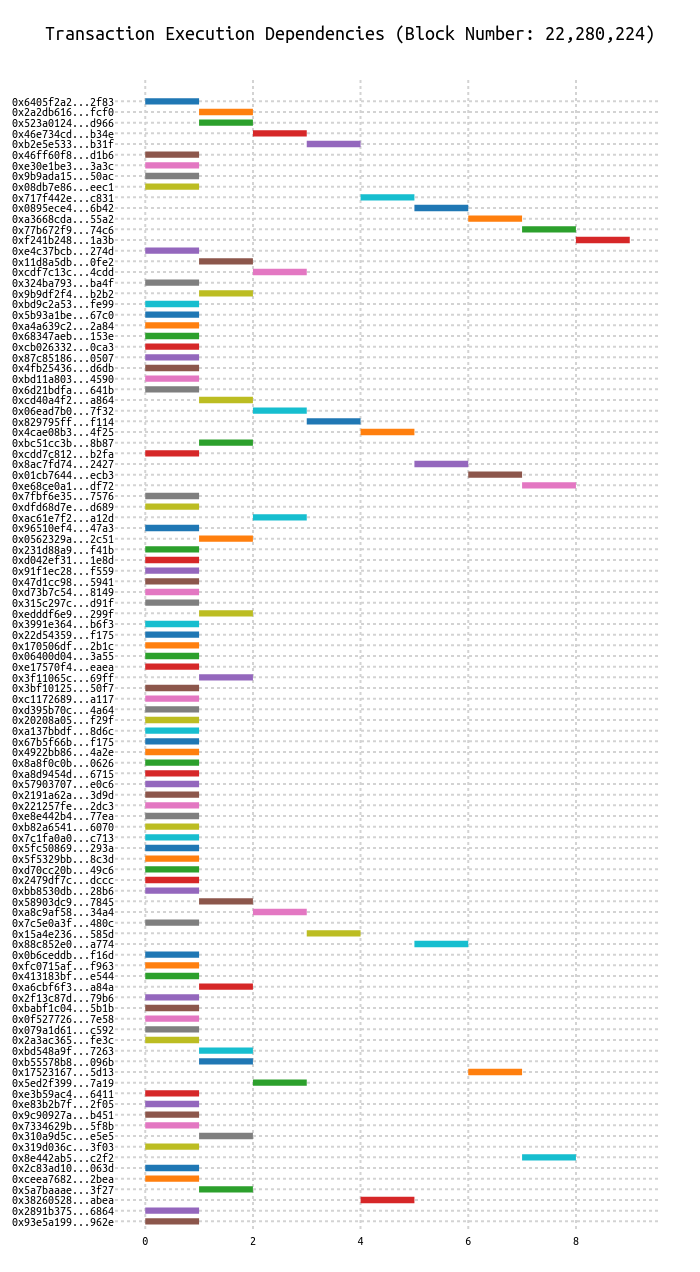 Transaction Execution Dependencies (Block Number: 22,280,224)
0x6405f2a2...2f83
0x2a2db616...fcf0
0x523a0124...d966
0x46e734cd...b34e
0xb2e5e533...b31f
0x46ff60f8...d1b6
0xe30e1be3...3a3c
0x9b9ada15...50ac
0x08db7e86...eec1
0x717f442e...c831
0x0895ece4...6b42
0xa3668cda...55a2
0x77b672f9...74c6
0xf241b248...1a3b
0xe4c37bcb...274d
0x11d8a5db...0fe2
0xcdf7c13c...4cdd
0x324ba793...ba4f
0x9b9df2f4...b2b2
0xbd9c2a53...fe99
0x5b93a1be...67c0
0xa4a639c2...2a84
0x68347aeb...153e
0xcb026332...0ca3
0x87c85186...0507
0x4fb25436...d6db
0xbd11a803...4590
0x6d21bdfa...641b
0xcd40a4f2...a864
0x06ead7b0...7f32
0x829795ff...f114
0x4cae08b3...4f25
0xbc51cc3b...8b87
0xcdd7c812...b2fa
0x8ac7fd74...2427
0x01cb7644...ecb3
0xe68ce0a1...df72
0x7fbf6e35...7576
0xdfd68d7e...d689
0xac61e7f2...a12d
0x96510ef4...47a3
0x0562329a...2c51
0x231d88a9...f41b
0xd042ef31...1e8d
0x91f1ec28...f559
0x47d1cc98...5941
0xd73b7c54...8149
0x315c297c...d91f
0xedddf6e9...299f
0x3991e364...b6f3
0x22d54359...f175
0x170506df...2b1c
0x06400d04...3a55
0xe17570f4...eaea
0x3f11065c...69ff
0x3bf10125...50f7
0xc1172689...a117
0xd395b70c...4a64
0x20208a05...f29f
0xa137bbdf...8d6c
0x67b5f66b...f175
0x4922bb86...4a2e
0x8a8f0c0b...0626
0xa8d9454d...6715
0x57903707...e0c6
0x2191a62a...3d9d
0x221257fe...2dc3
0xe8e442b4...77ea
0xb82a6541...6070
0x7c1fa0a0...c713
0x5fc50869...293a
0x5f5329bb...8c3d
0xd70cc20b...49c6
0x2479df7c...dccc
0xbb8530db...28b6
0x58903dc9...7845
0xa8c9af58...34a4
0x7c5e0a3f...480c
0x15a4e236...585d
0x88c852e0...a774
0x0b6ceddb...f16d
0xfc0715af...f963
0x413183bf...e544
0xa6cbf6f3...a84a
0x2f13c87d...79b6
0xbabf1c04...5b1b
0x0f527726...7e58
0x079a1d61...c592
0x2a3ac365...fe3c
0xbd548a9f...7263
0xb55578b8...096b
0x17523167...5d13
0x5ed2f399...7a19
0xe3b59ac4...6411
0xe83b2b7f...2f05
0x9c90927a...b451
0x7334629b...5f8b
0x310a9d5c...e5e5
0x319d036c...3f03
0x8e442ab5...c2f2
0x2c83ad10...063d
0xceea7682...2bea
0x5a7baaae...3f27
0x38260528...abea
0x2891b375...6864
0x93e5a199...962e
0 2 4 6 8